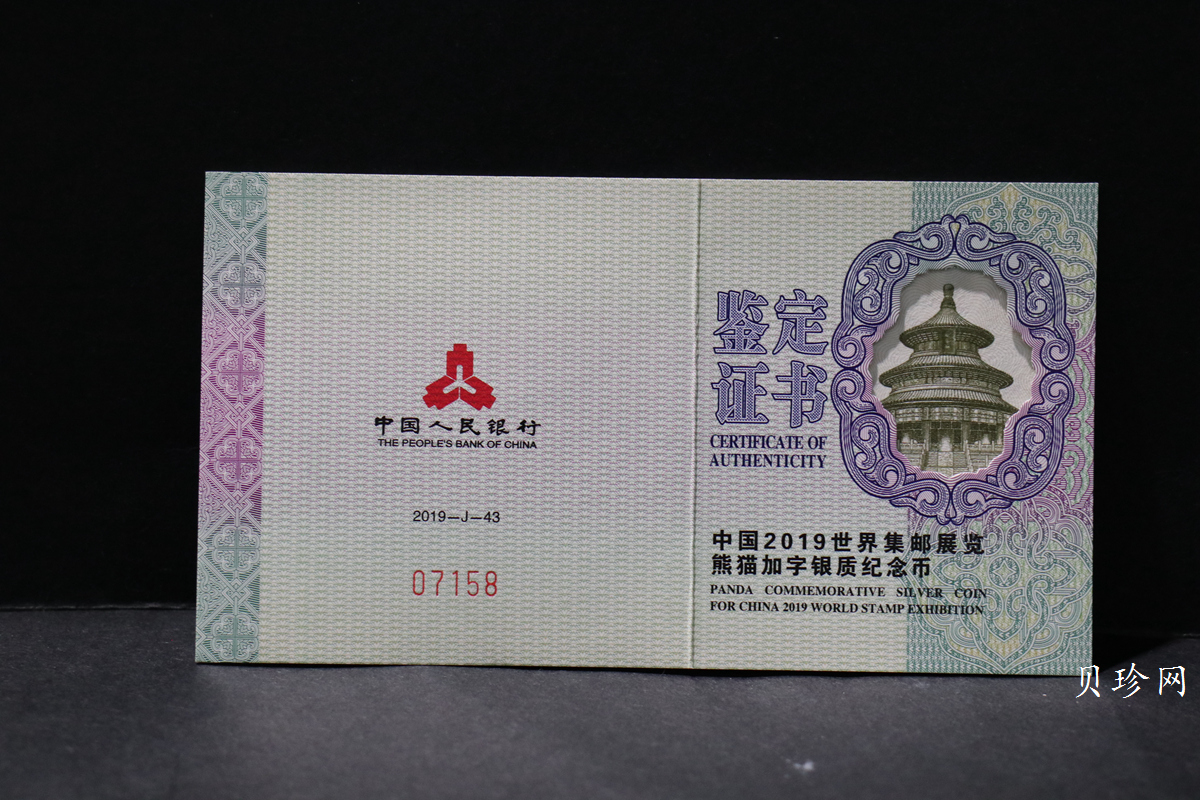 中国人民银行
THE PEOPLE'S BANK OF CHINA
2019—J—43
07158
鉴定
证书
CERTIFICATE OF
AUTHENTICITY
中国2019世界集邮展览
熊猫加字银质纪念币
PANDA COMMEMORATIVE SILVER COIN
FOR CHINA 2019 WORLD STAMP EXHIBITION
贝珍网